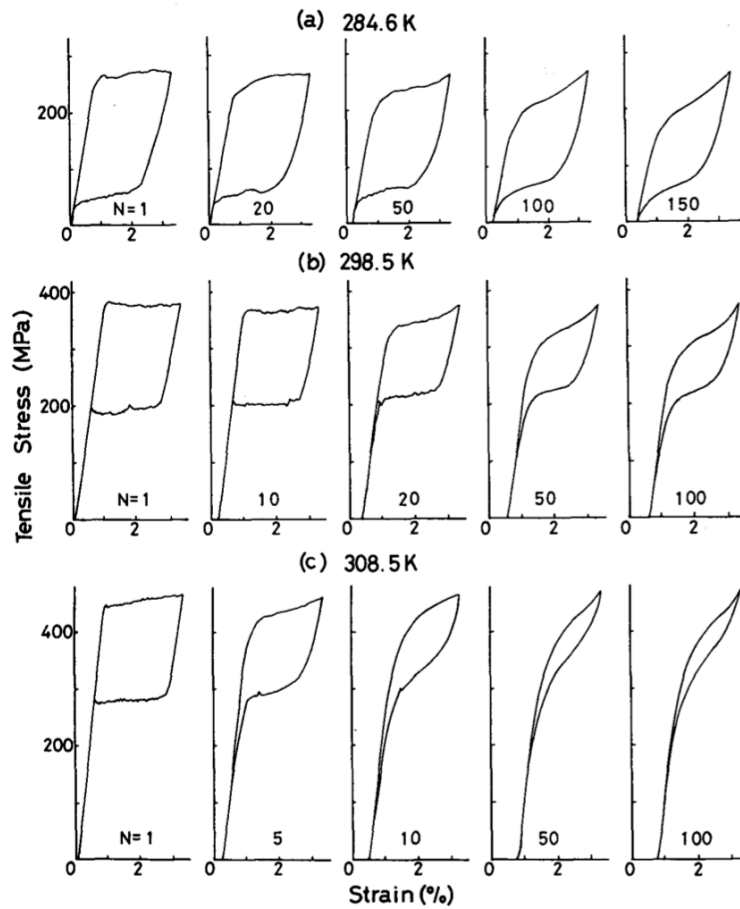 (a) 284.6 K
200
N=1 20 50 100 150
0 2 0 2 0 2 0 2 0 2
(b) 298.5 K
400
200
N=1 10 20 50 100
0 2 0 2 0 2 0 2 0 2
(c) 308.5 K
400
200
N=1 5 10 50 100
0 2 0 2 0 2 0 2 0 2
Tensile Stress (MPa)
Strain (%)